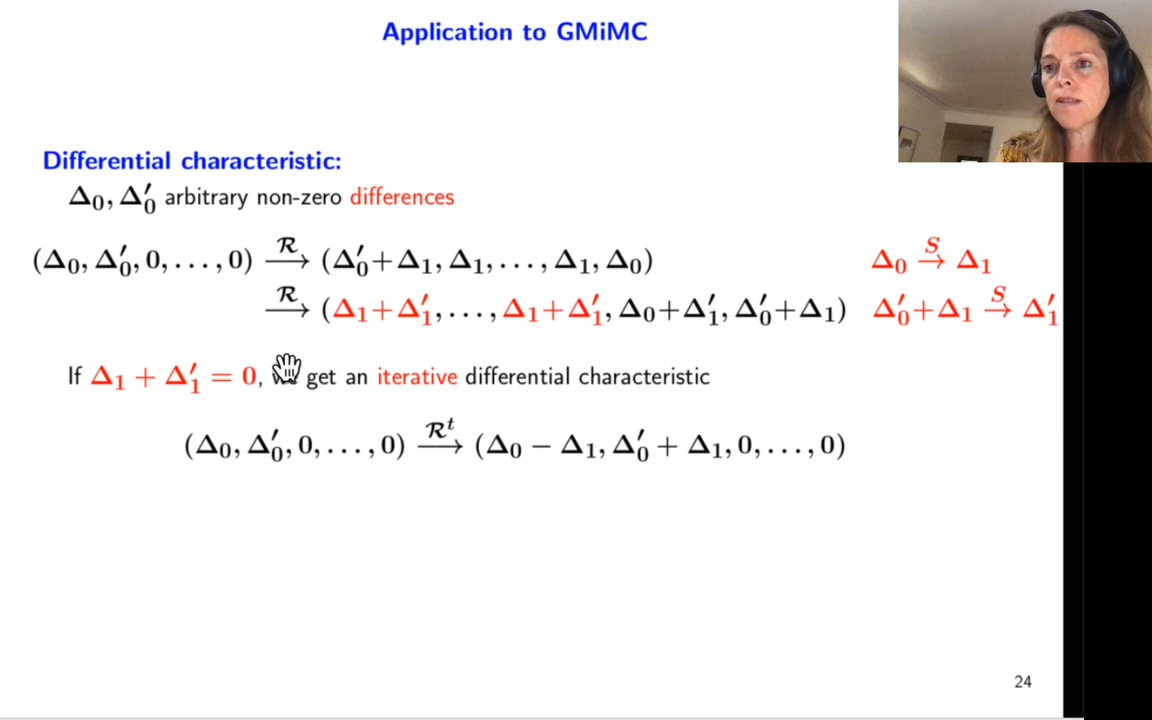 Application to GMiMC
Differential characteristic:
Δ₀, Δ′₀ arbitrary non-zero differences
(Δ₀, Δ′₀, 0, . . . , 0) —R→ (Δ′₀+Δ₁, Δ₁, . . . , Δ₁, Δ₀) Δ₀ —S→ Δ₁
—R→ (Δ₁+Δ′₁, . . . , Δ₁+Δ′₁, Δ₀+Δ′₁, Δ′₀+Δ₁) Δ′₀+Δ₁ —S→ Δ′₁
If Δ₁ + Δ′₁ = 0, get an iterative differential characteristic
(Δ₀, Δ′₀, 0, . . . , 0) —Rᵗ→ (Δ₀ − Δ₁, Δ′₀ + Δ₁, 0, . . . , 0)
24